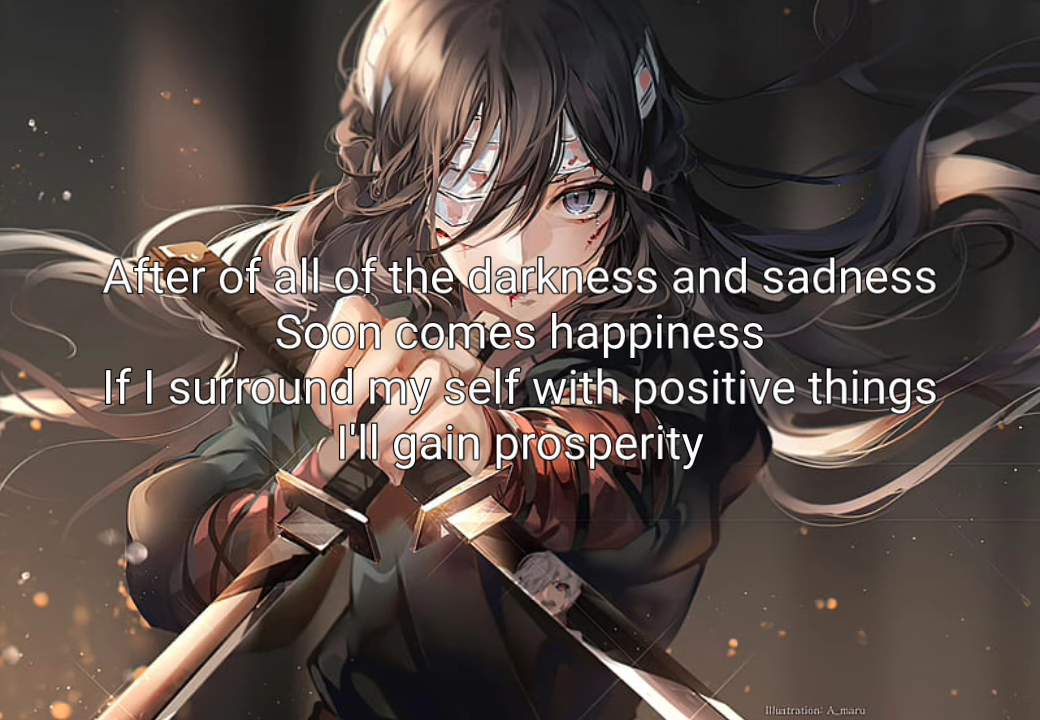 After of all of the darkness and sadness
Soon comes happiness
If I surround my self with positive things
I'll gain prosperity
Illustration: A_maru